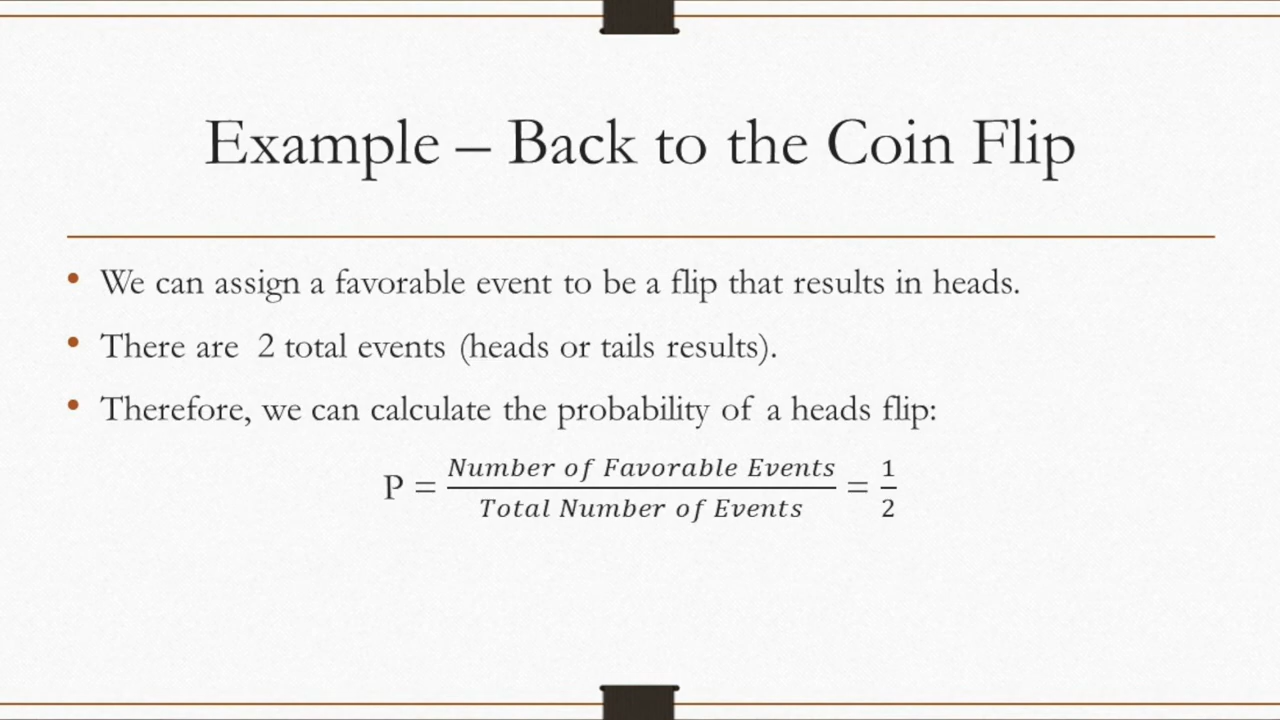 Example – Back to the Coin Flip
• We can assign a favorable event to be a flip that results in heads.
• There are  2 total events (heads or tails results).
• Therefore, we can calculate the probability of a heads flip:
P = Number of Favorable Events / Total Number of Events = 1/2